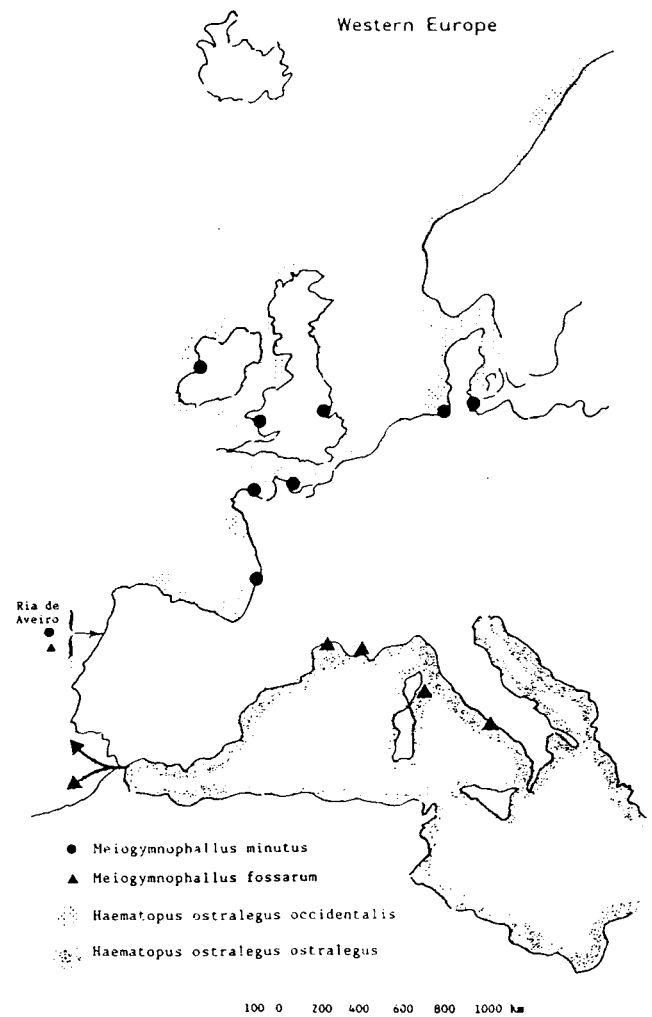 Western Europe
Ria de
Aveiro
Meiogymnophallus minutus
Meiogymnophallus fossarum
Haematopus ostralegus occidentalis
Haematopus ostralegus ostralegus
100 0 200 400 600 800 1000 km